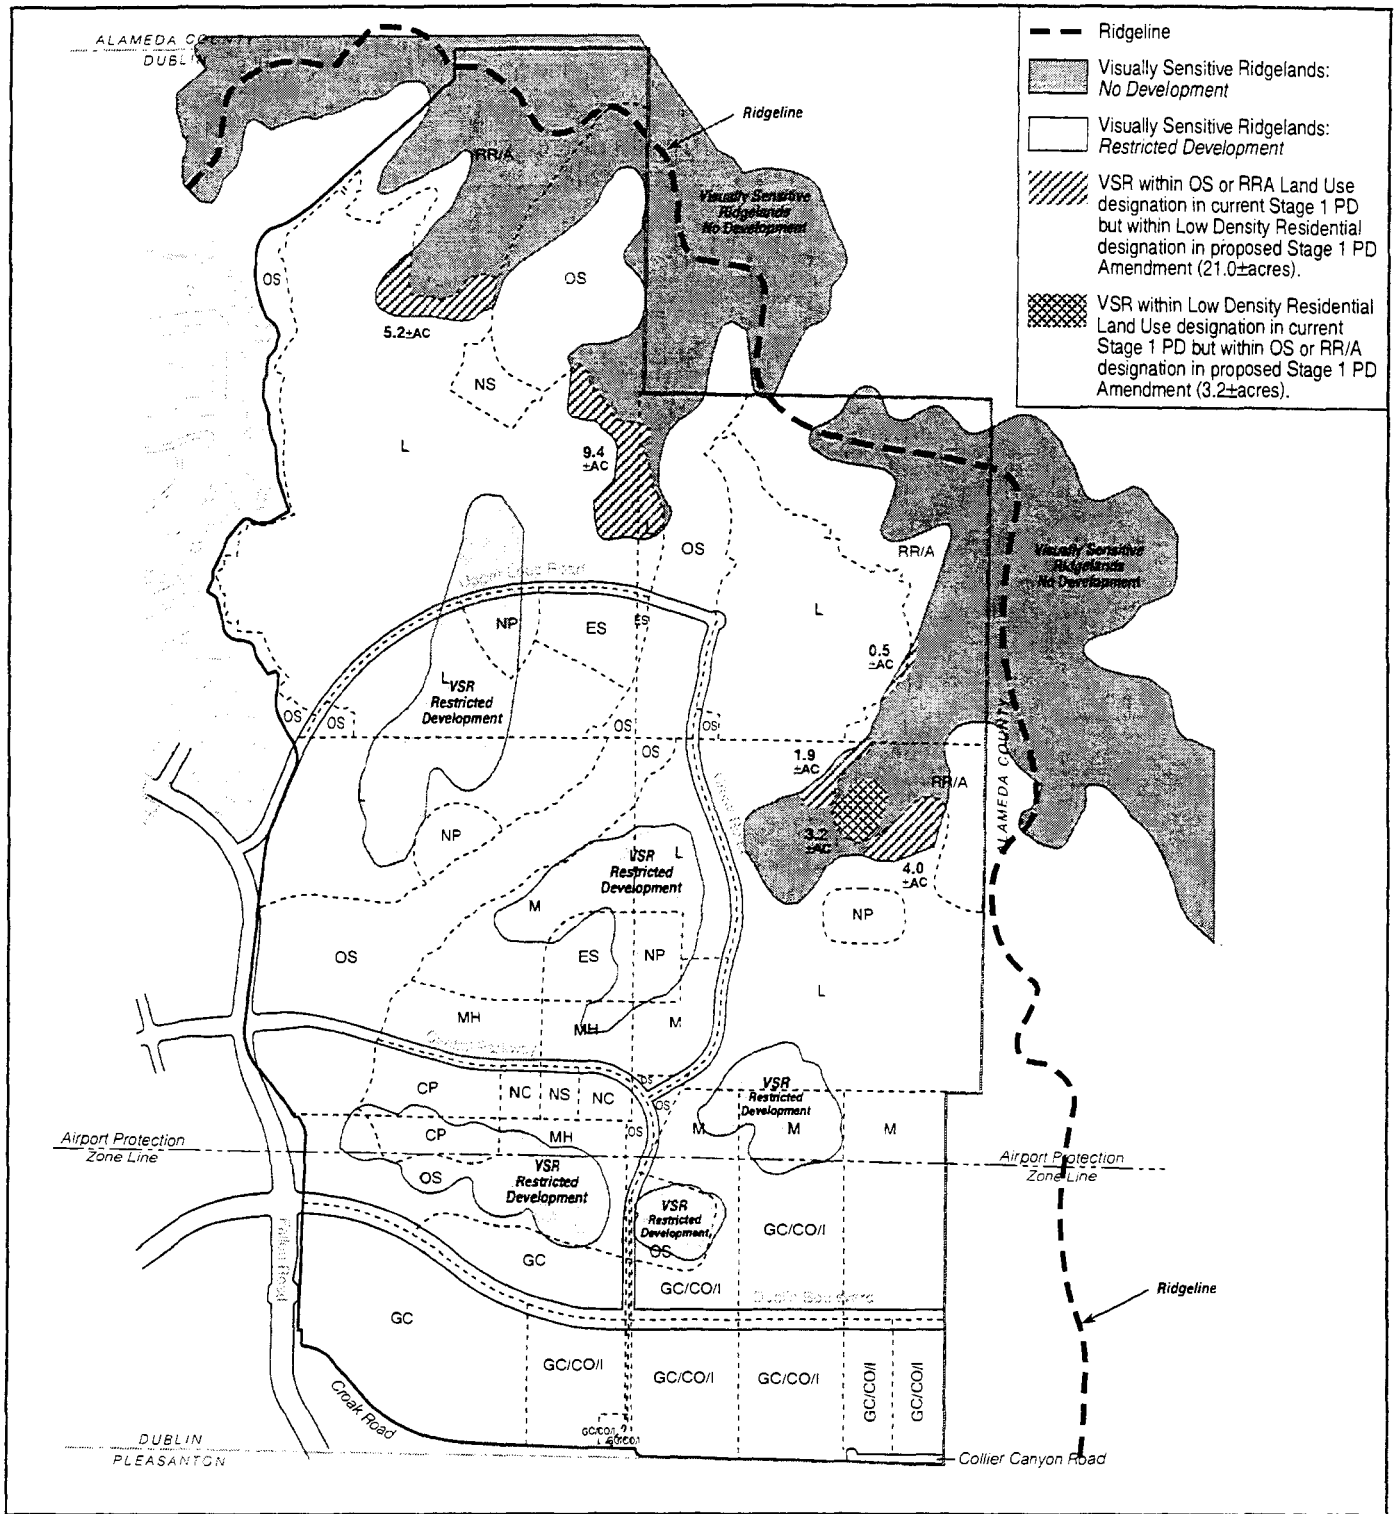 ALAMEDA COUNTY
DUBLIN
Ridgeline
Visually Sensitive Ridgelands:
No Development
Visually Sensitive Ridgelands:
Restricted Development
VSR within OS or RRA Land Use
designation in current Stage 1 PD
but within Low Density Residential
designation in proposed Stage 1 PD
Amendment (21.0±acres).
VSR within Low Density Residential
Land Use designation in current
Stage 1 PD but within OS or RR/A
designation in proposed Stage 1 PD
Amendment (3.2±acres).
Ridgeline
RR/A
Visually Sensitive
Ridgelands
No Development
OS
OS
5.2±AC
NS
L
9.4
±AC
OS
RR/A
Visually Sensitive
Ridgelands
No Development
L
NP
ES
ES
0.5
±AC
L
VSR
Restricted
Development
OS
OS
OS
OS
OS
ALAMEDA COUNTY
1.9
±AC
RR/A
NP
3.2
±AC
VSR
Restricted
Development
L
4.0
±AC
M
NP
OS
ES
NP
L
MH
MH
M
CP
NC
NS
NC
OS
OS
VSR
Restricted
Development
CP
MH
OS
M
M
M
Airport Protection
Zone Line
Airport Protection
Zone Line
OS
VSR
Restricted
Development
VSR
Restricted
Development
OS
GC/CO/I
GC
GC/CO/I
Fallon Road
Dublin Boulevard
Ridgeline
GC
GC/CO/I
GC/CO/I
GC/CO/I
GC/CO/I
GC/CO/I
Croak Road
GC/CO/I
GC/CO/I
DUBLIN
PLEASANTON
Collier Canyon Road